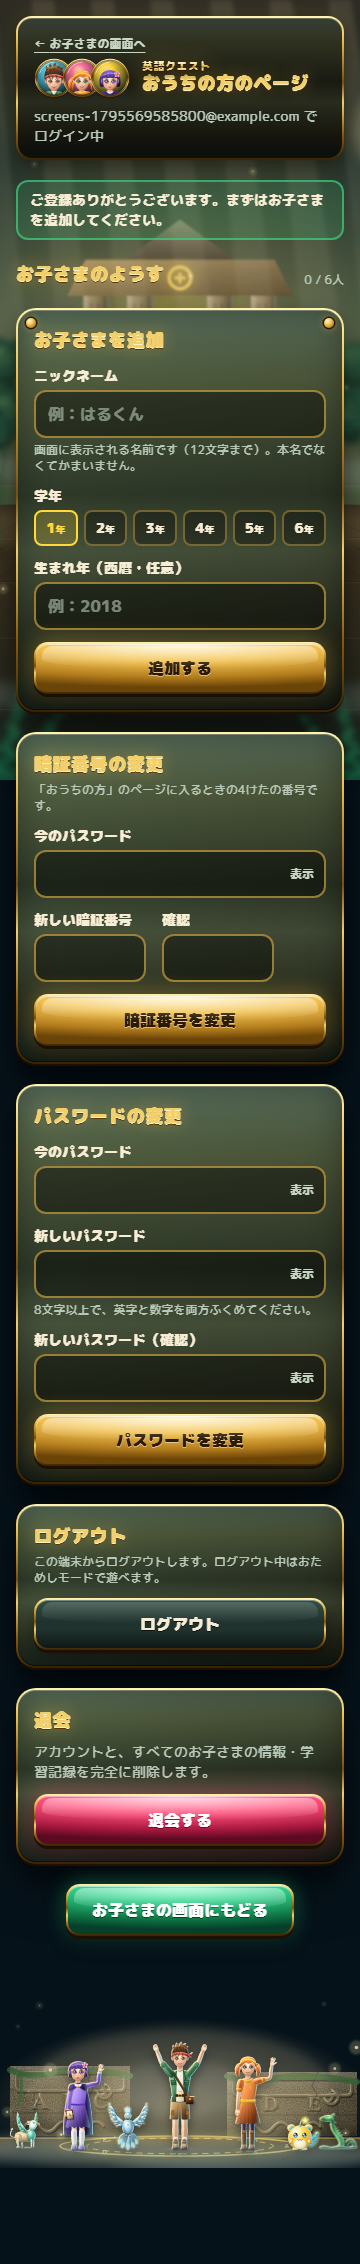 ← お子さまの画面へ
英語クエスト
おうちの方のページ
screens-1795569585800@example.com で
ログイン中
ご登録ありがとうございます。まずはお子さま
を追加してください。
お子さまのようす
0 / 6人
お子さまを追加
ニックネーム
例：はるくん
画面に表示される名前です（12文字まで）。本名でな
くてかまいません。
学年
1年 2年 3年 4年 5年 6年
生まれ年（西暦・任意）
例：2018
追加する
暗証番号の変更
「おうちの方」のページに入るときの4けたの番号で
す。
今のパスワード
表示
新しい暗証番号 確認
暗証番号を変更
パスワードの変更
今のパスワード
表示
新しいパスワード
表示
8文字以上で、英字と数字を両方ふくめてください。
新しいパスワード（確認）
表示
パスワードを変更
ログアウト
この端末からログアウトします。ログアウト中はおた
めしモードで遊べます。
ログアウト
退会
アカウントと、すべてのお子さまの情報・学
習記録を完全に削除します。
退会する
お子さまの画面にもどる
A D E